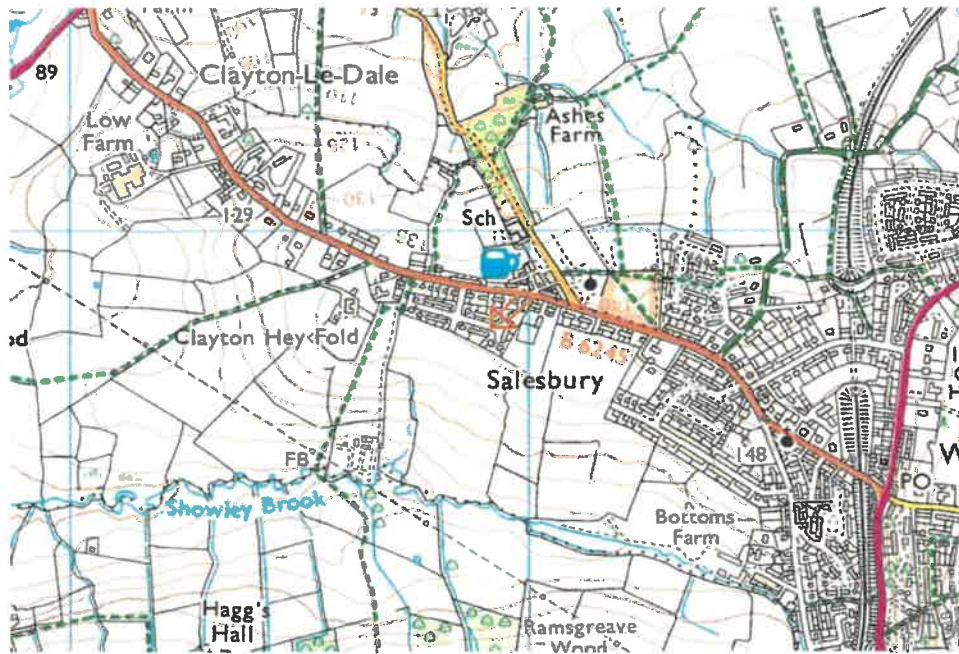 89
Clayton-Le-Dale
Low
Farm
Ashes
Farm
129
Sch
Clayton Hey Fold
B 6245
Salesbury
FB
148
PO
W
Showley Brook
Bottoms
Farm
Hagg's
Hall
Ramsgreave
Wood